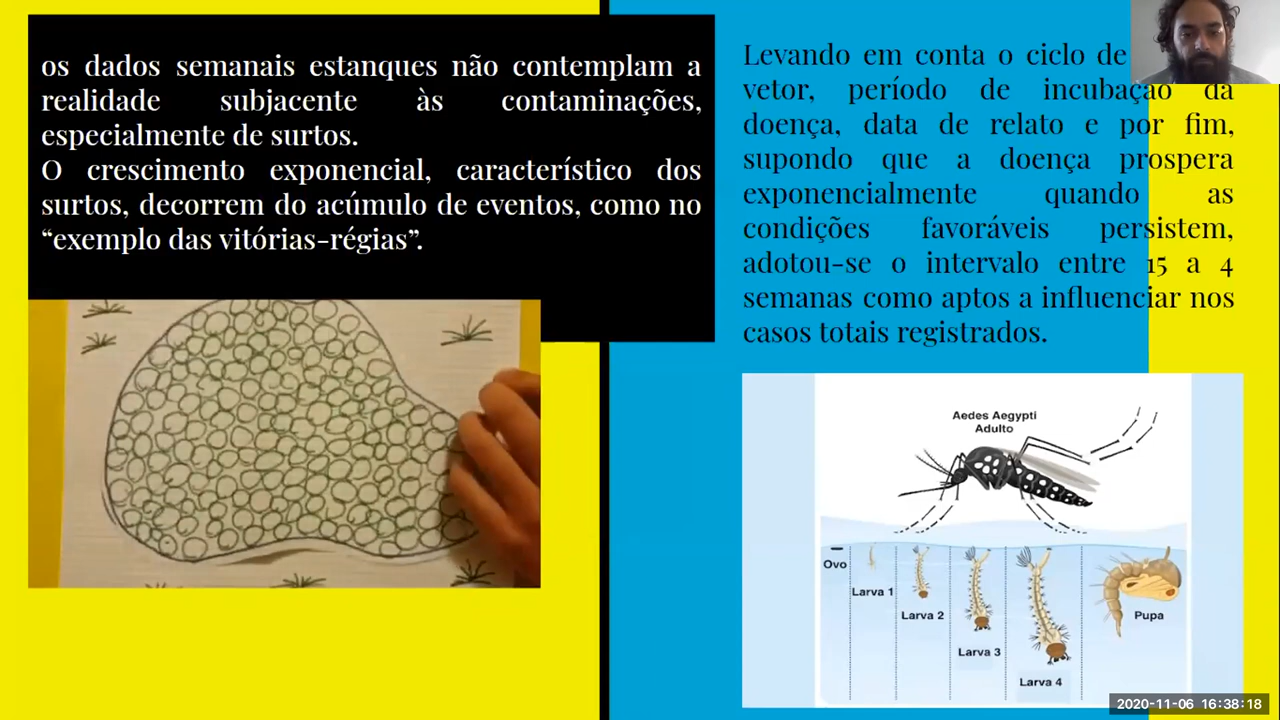 os dados semanais estanques não contemplam a
realidade subjacente às contaminações,
especialmente de surtos.
O crescimento exponencial, característico dos
surtos, decorrem do acúmulo de eventos, como no
“exemplo das vitórias-régias”.
Levando em conta o ciclo de
vetor, período de incubação da
doença, data de relato e por fim,
supondo que a doença prospera
exponencialmente quando as
condições favoráveis persistem,
adotou-se o intervalo entre 15 a 4
semanas como aptos a influenciar nos
casos totais registrados.
Aedes Aegypti
Adulto
Ovo
Larva 1
Larva 2
Larva 3
Larva 4
Pupa
2020-11-06 16:38:18